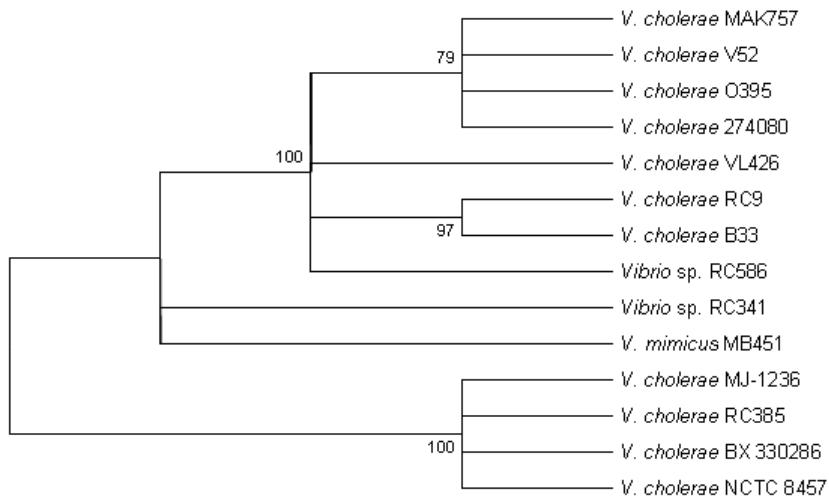 V. cholerae MAK757
79
V. cholerae V52
V. cholerae O395
V. cholerae 274080
100
V. cholerae VL426
V. cholerae RC9
97
V. cholerae B33
Vibrio sp. RC586
Vibrio sp. RC341
V. mimicus MB451
V. cholerae MJ-1236
V. cholerae RC385
100
V. cholerae BX 330286
V. cholerae NCTC 8457